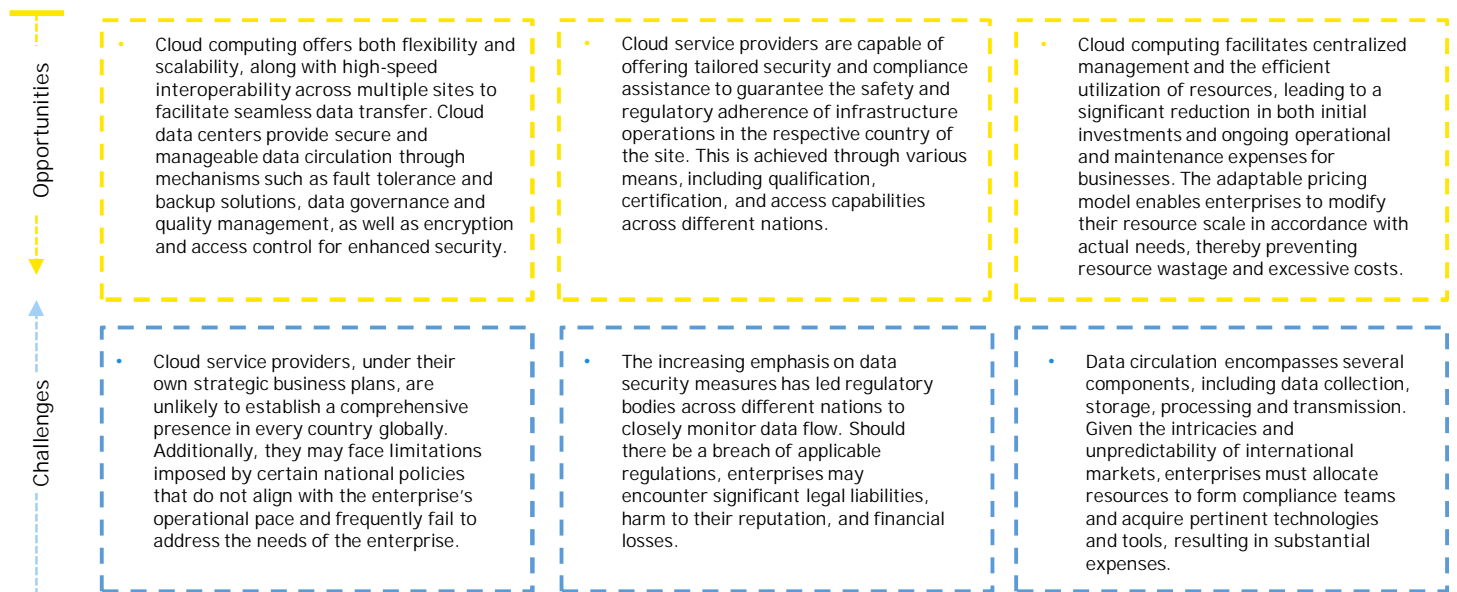 Opportunities
• Cloud computing offers both flexibility and
scalability, along with high-speed
interoperability across multiple sites to
facilitate seamless data transfer. Cloud
data centers provide secure and
manageable data circulation through
mechanisms such as fault tolerance and
backup solutions, data governance and
quality management, as well as encryption
and access control for enhanced security.
• Cloud service providers are capable of
offering tailored security and compliance
assistance to guarantee the safety and
regulatory adherence of infrastructure
operations in the respective country of
the site. This is achieved through various
means, including qualification,
certification, and access capabilities
across different nations.
• Cloud computing facilitates centralized
management and the efficient
utilization of resources, leading to a
significant reduction in both initial
investments and ongoing operational
and maintenance expenses for
businesses. The adaptable pricing
model enables enterprises to modify
their resource scale in accordance with
actual needs, thereby preventing
resource wastage and excessive costs.
Challenges
• Cloud service providers, under their
own strategic business plans, are
unlikely to establish a comprehensive
presence in every country globally.
Additionally, they may face limitations
imposed by certain national policies
that do not align with the enterprise's
operational pace and frequently fail to
address the needs of the enterprise.
• The increasing emphasis on data
security measures has led regulatory
bodies across different nations to
closely monitor data flow. Should
there be a breach of applicable
regulations, enterprises may
encounter significant legal liabilities,
harm to their reputation, and financial
losses.
• Data circulation encompasses several
components, including data collection,
storage, processing and transmission.
Given the intricacies and
unpredictability of international
markets, enterprises must allocate
resources to form compliance teams
and acquire pertinent technologies
and tools, resulting in substantial
expenses.